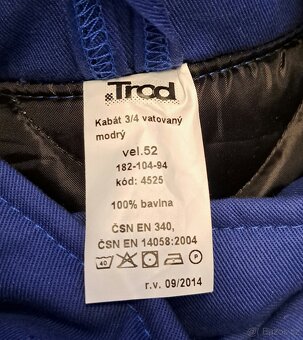 Trod
Kabát 3/4 vatovaný
modrý
vel.52
182-104-94
kód: 4525
100% bavlna
ČSN EN 340,
ČSN EN 14058:2004
40 P
r.v. 09/2014